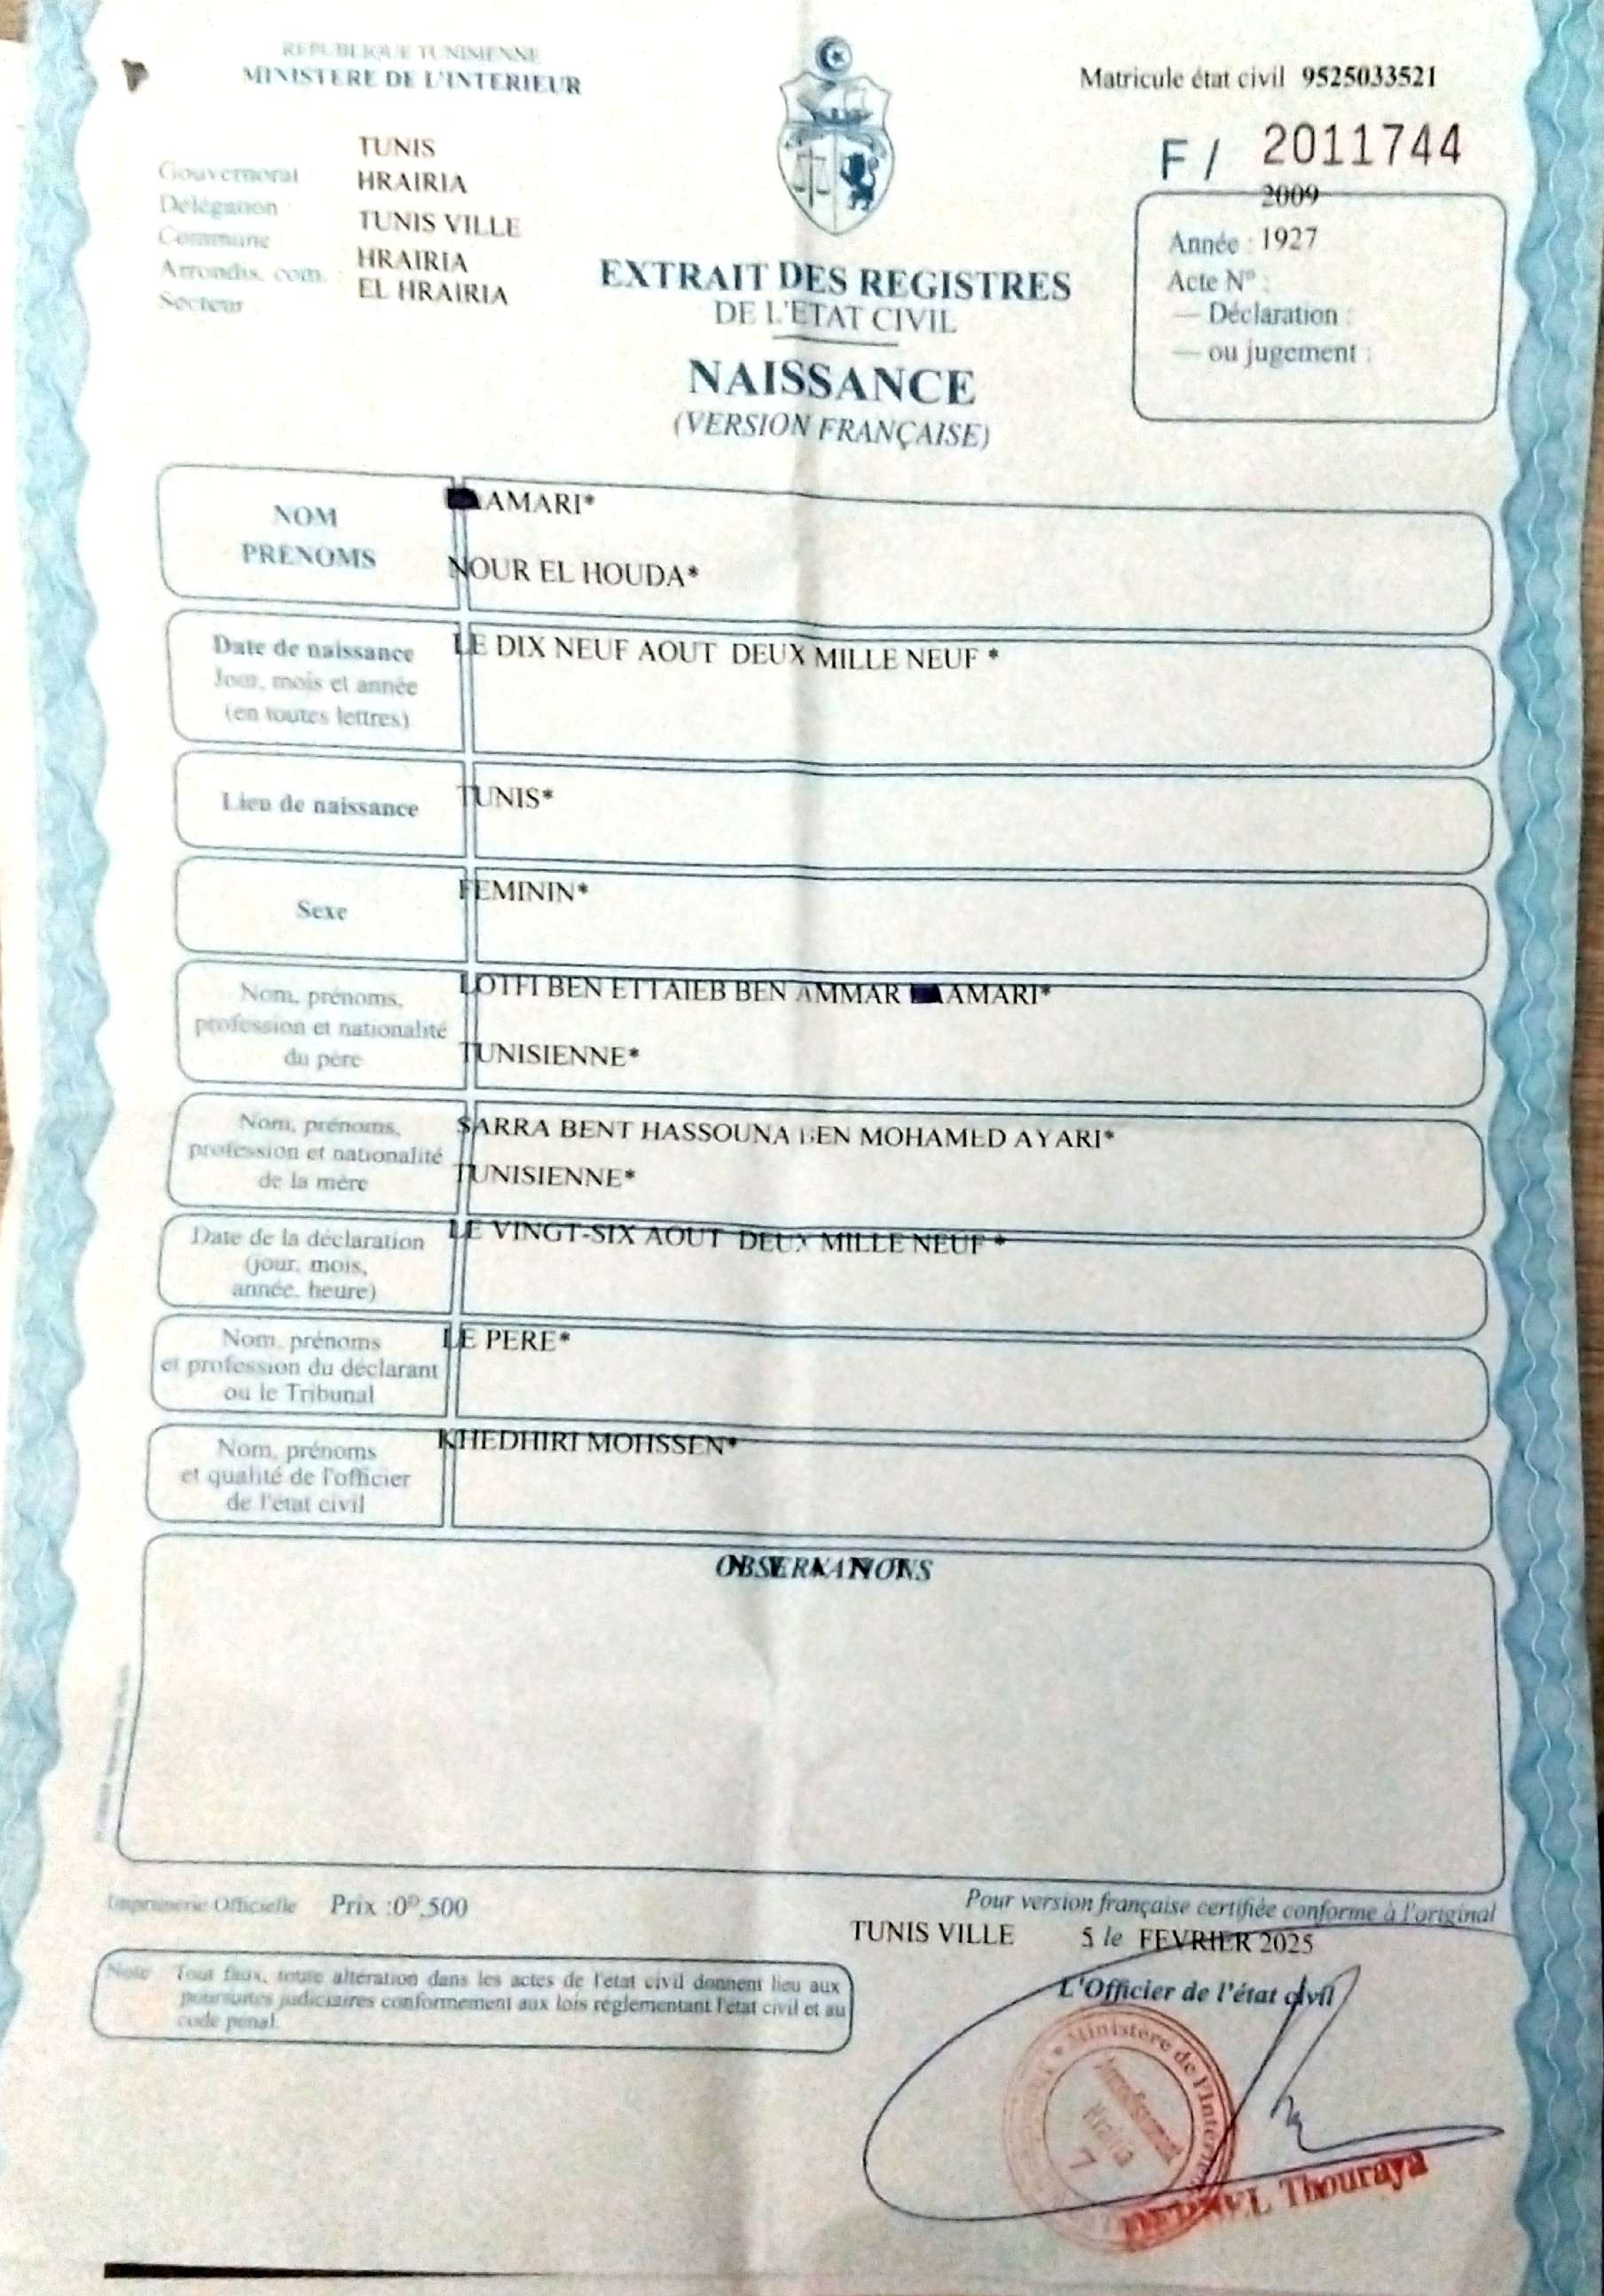 REPUBLIQUE TUNISIENNE
MINISTERE DE L'INTERIEUR
Matricule état civil 9525033521
F / 2011744
Gouvernorat TUNIS
Délégation HRAIRIA
Commune TUNIS VILLE
Arrondis. com. HRAIRIA
Secteur EL HRAIRIA
2009
Année : 1927
Acte N° :
— Déclaration :
— ou jugement :
EXTRAIT DES REGISTRES
DE L'ETAT CIVIL
NAISSANCE
(VERSION FRANÇAISE)
NOM AMARI*
PRENOMS NOUR EL HOUDA*
Date de naissance LE DIX NEUF AOUT DEUX MILLE NEUF *
Jour, mois et année
(en toutes lettres)
Lieu de naissance TUNIS*
Sexe FEMININ*
Nom, prénoms, LOTFI BEN ETTAIEB BEN AMMAR AMARI*
profession et nationalité
du père TUNISIENNE*
Nom, prénoms, SARRA BENT HASSOUNA BEN MOHAMED AYARI*
profession et nationalité
de la mère TUNISIENNE*
Date de la déclaration LE VINGT-SIX AOUT DEUX MILLE NEUF *
(jour, mois,
année, heure)
Nom, prénoms LE PERE*
et profession du déclarant
ou le Tribunal
Nom, prénoms KHEDHIRI MOHSSEN*
et qualité de l'officier
de l'état civil
OBSERVATIONS
Imprimerie Officielle Prix :0ᴰ,500
Pour version française certifiée conforme à l'original
TUNIS VILLE 5 le FEVRIER 2025
L'Officier de l'état civil
Note Tout faux, toute altération dans les actes de l'etat civil donnent lieu aux
poursuites judiciaires conformement aux lois réglementant l'état civil et au
code pénal.
Ministère de l'Intérieur
Arrondissement
Hrairia
7
Thouraya